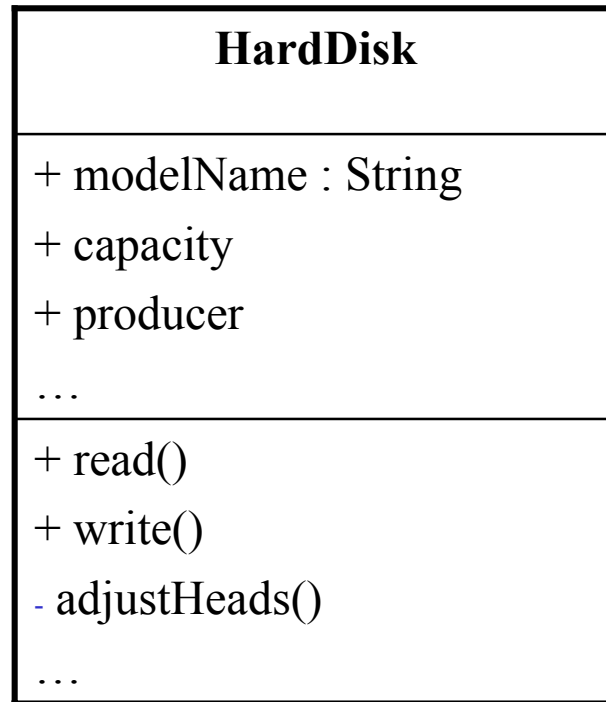 HardDisk
+ modelName : String
+ capacity
+ producer
…
+ read()
+ write()
- adjustHeads()
…